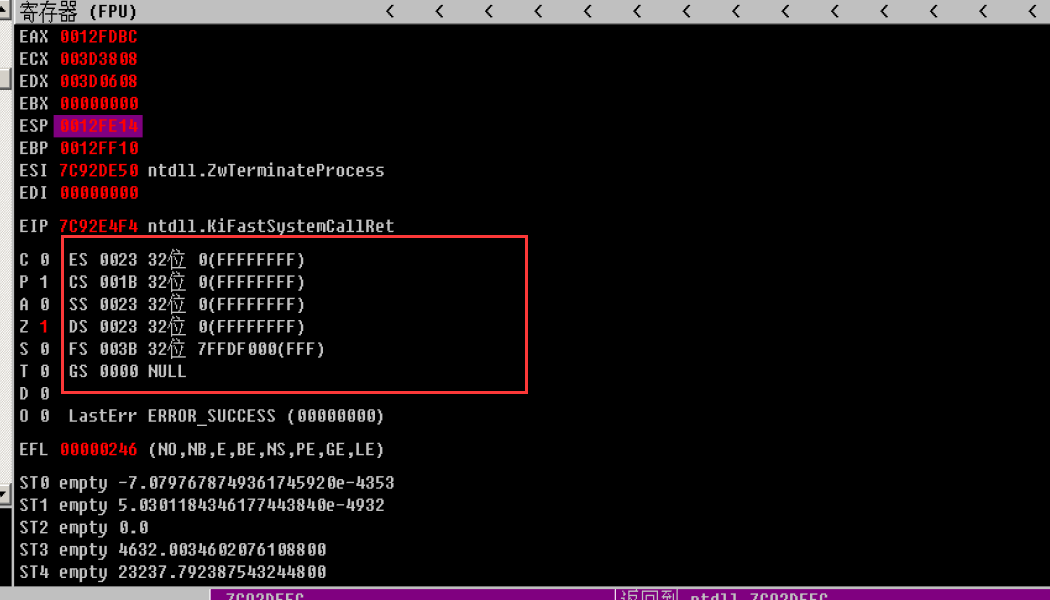 寄存器 (FPU) < < < < < < < < < < < < < <
EAX 0012FDBC
ECX 003D3808
EDX 003D0608
EBX 00000000
ESP 0012FE14
EBP 0012FF10
ESI 7C92DE50 ntdll.ZwTerminateProcess
EDI 00000000
EIP 7C92E4F4 ntdll.KiFastSystemCallRet
C 0 ES 0023 32位 0(FFFFFFFF)
P 1 CS 001B 32位 0(FFFFFFFF)
A 0 SS 0023 32位 0(FFFFFFFF)
Z 1 DS 0023 32位 0(FFFFFFFF)
S 0 FS 003B 32位 7FFDF000(FFF)
T 0 GS 0000 NULL
D 0
O 0 LastErr ERROR_SUCCESS (00000000)
EFL 00000246 (NO,NB,E,BE,NS,PE,GE,LE)
ST0 empty -7.0797678749361745920e-4353
ST1 empty 5.0301184346177443840e-4932
ST2 empty 0.0
ST3 empty 4632.0034602076108800
ST4 empty 23237.792387543244800
返回到 ntdll